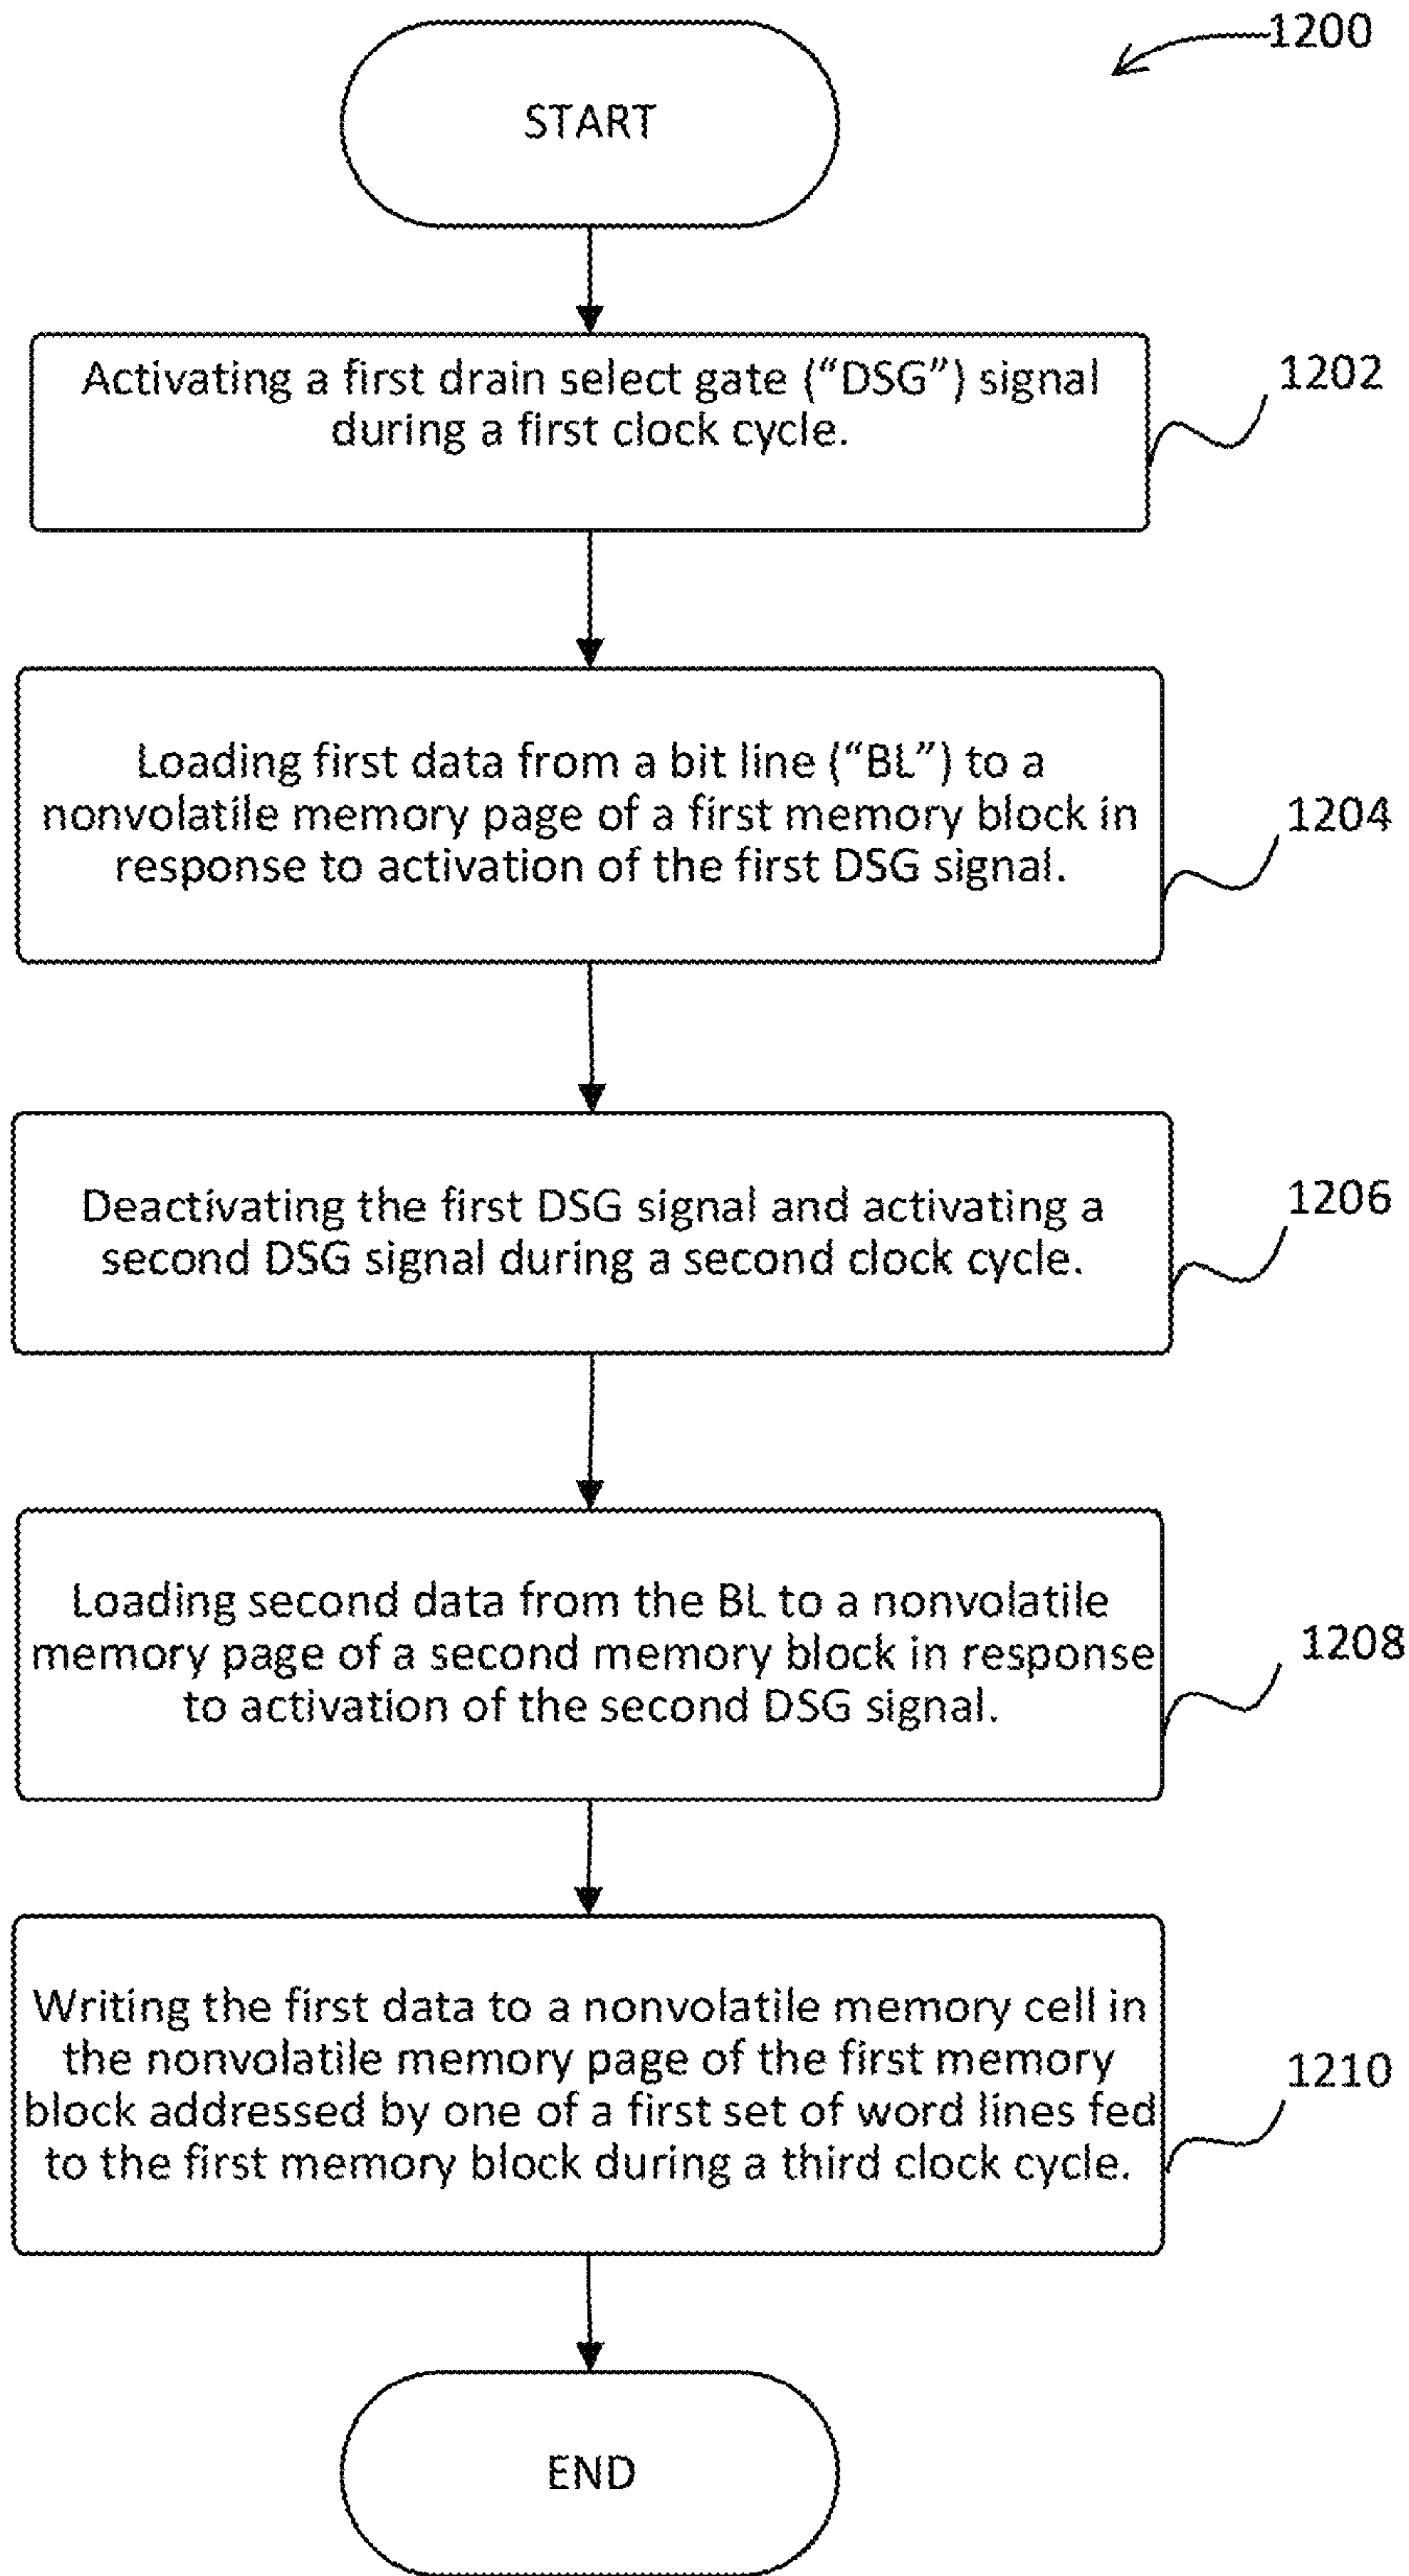 1200
START
Activating a first drain select gate (“DSG”) signal
during a first clock cycle.
1202
Loading first data from a bit line (“BL”) to a
nonvolatile memory page of a first memory block in
response to activation of the first DSG signal.
1204
Deactivating the first DSG signal and activating a
second DSG signal during a second clock cycle.
1206
Loading second data from the BL to a nonvolatile
memory page of a second memory block in response
to activation of the second DSG signal.
1208
Writing the first data to a nonvolatile memory cell in
the nonvolatile memory page of the first memory
block addressed by one of a first set of word lines fed
to the first memory block during a third clock cycle.
1210
END